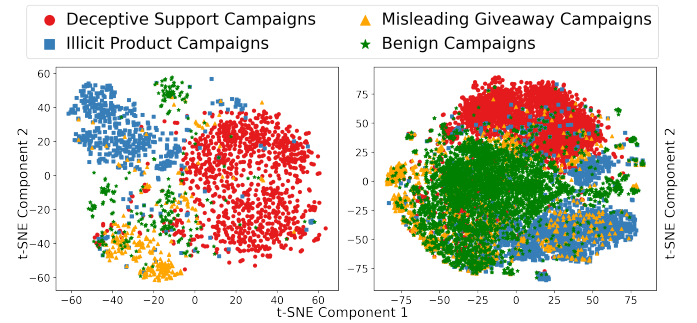 Deceptive Support Campaigns
Misleading Giveaway Campaigns
Illicit Product Campaigns
Benign Campaigns
t-SNE Component 2
60
40
20
0
−20
−40
−60
−60 −40 −20 0 20 40 60
75
50
25
0
−25
−50
−75
−75 −50 −25 0 25 50 75
t-SNE Component 2
t-SNE Component 1